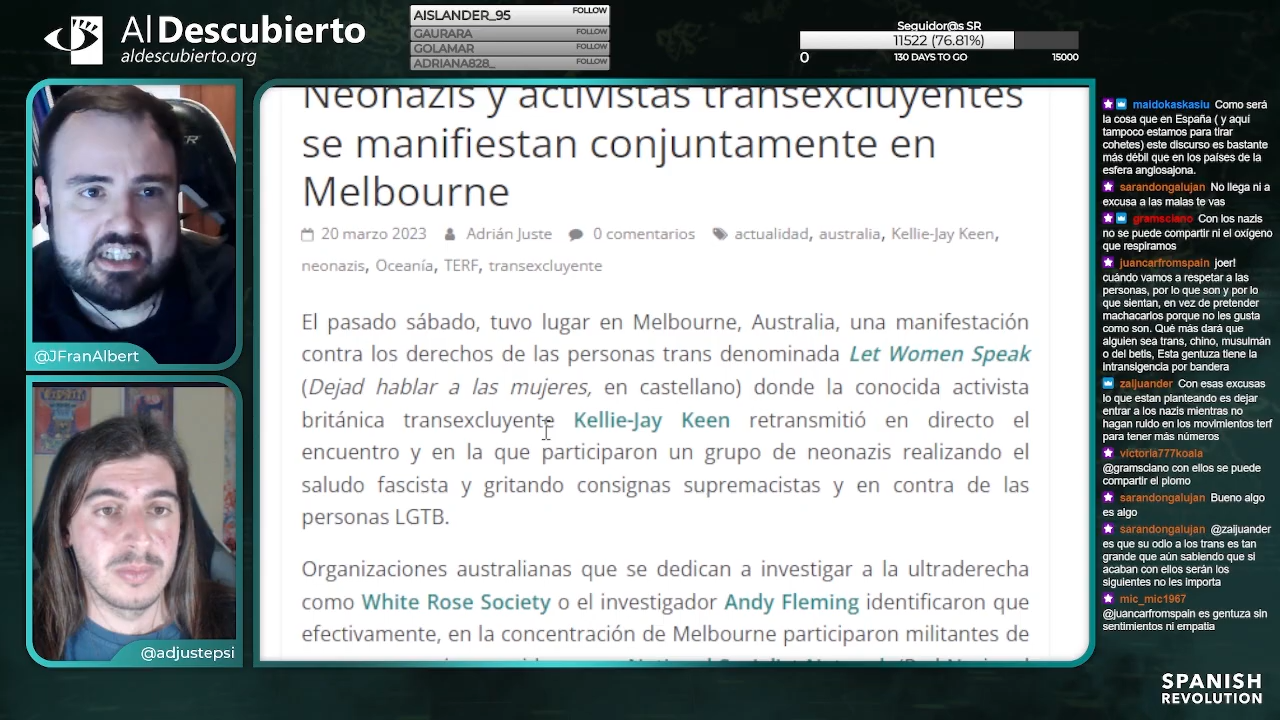 Al Descubierto
aldescubierto.org
AISLANDER_95 FOLLOW
GAURARA FOLLOW
GOLAMAR FOLLOW
ADRIANA828_ FOLLOW
Seguidor@s SR
11522 (76.81%)
0 130 DAYS TO GO 15000
@JFranAlbert
@adjustepsi
Neonazis y activistas transexcluyentes
se manifiestan conjuntamente en
Melbourne
20 marzo 2023 Adrián Juste 0 comentarios actualidad, australia, Kellie-Jay Keen,
neonazis, Oceanía, TERF, transexcluyente
El pasado sábado, tuvo lugar en Melbourne, Australia, una manifestación
contra los derechos de las personas trans denominada Let Women Speak
(Dejad hablar a las mujeres, en castellano) donde la conocida activista
británica transexcluyente Kellie-Jay Keen retransmitió en directo el
encuentro y en la que participaron un grupo de neonazis realizando el
saludo fascista y gritando consignas supremacistas y en contra de las
personas LGTB.
Organizaciones australianas que se dedican a investigar a la ultraderecha
como White Rose Society o el investigador Andy Fleming identificaron que
efectivamente, en la concentración de Melbourne participaron militantes de
maidokaskasiu Como será
la cosa que en España ( y aquí
tampoco estamos para tirar
cohetes) este discurso es bastante
más débil que en los países de la
esfera anglosajona.
sarandongalujan No llega ni a
excusa a las malas te vas
gramsciano Con los nazis
no se puede compartir ni el oxígeno
que respiramos
juancarfromspain joer!
cuándo vamos a respetar a las
personas, por lo que son y por lo
que sientan, en vez de pretender
machacarlos porque no les gusta
como son. Qué más dará que
alguien sea trans, chino, musulmán
o del betis, Esta gentuza tiene la
intransigencia por bandera
zaijuander Con esas excusas
lo que estan planteando es dejar
entrar a los nazis mientras no
hagan ruido en los movimientos terf
para tener más números
victoria777koala
@gramsciano con ellos se puede
compartir el plomo
sarandongalujan Bueno algo
es algo
sarandongalujan @zaijuander
es que su odio a los trans es tan
grande que aún sabiendo que si
acaban con ellos serán los
siguientes no les importa
mic_mic1967
@juancarfromspain es gentuza sin
sentimientos ni empatia
SPANISH
REVOLUTION